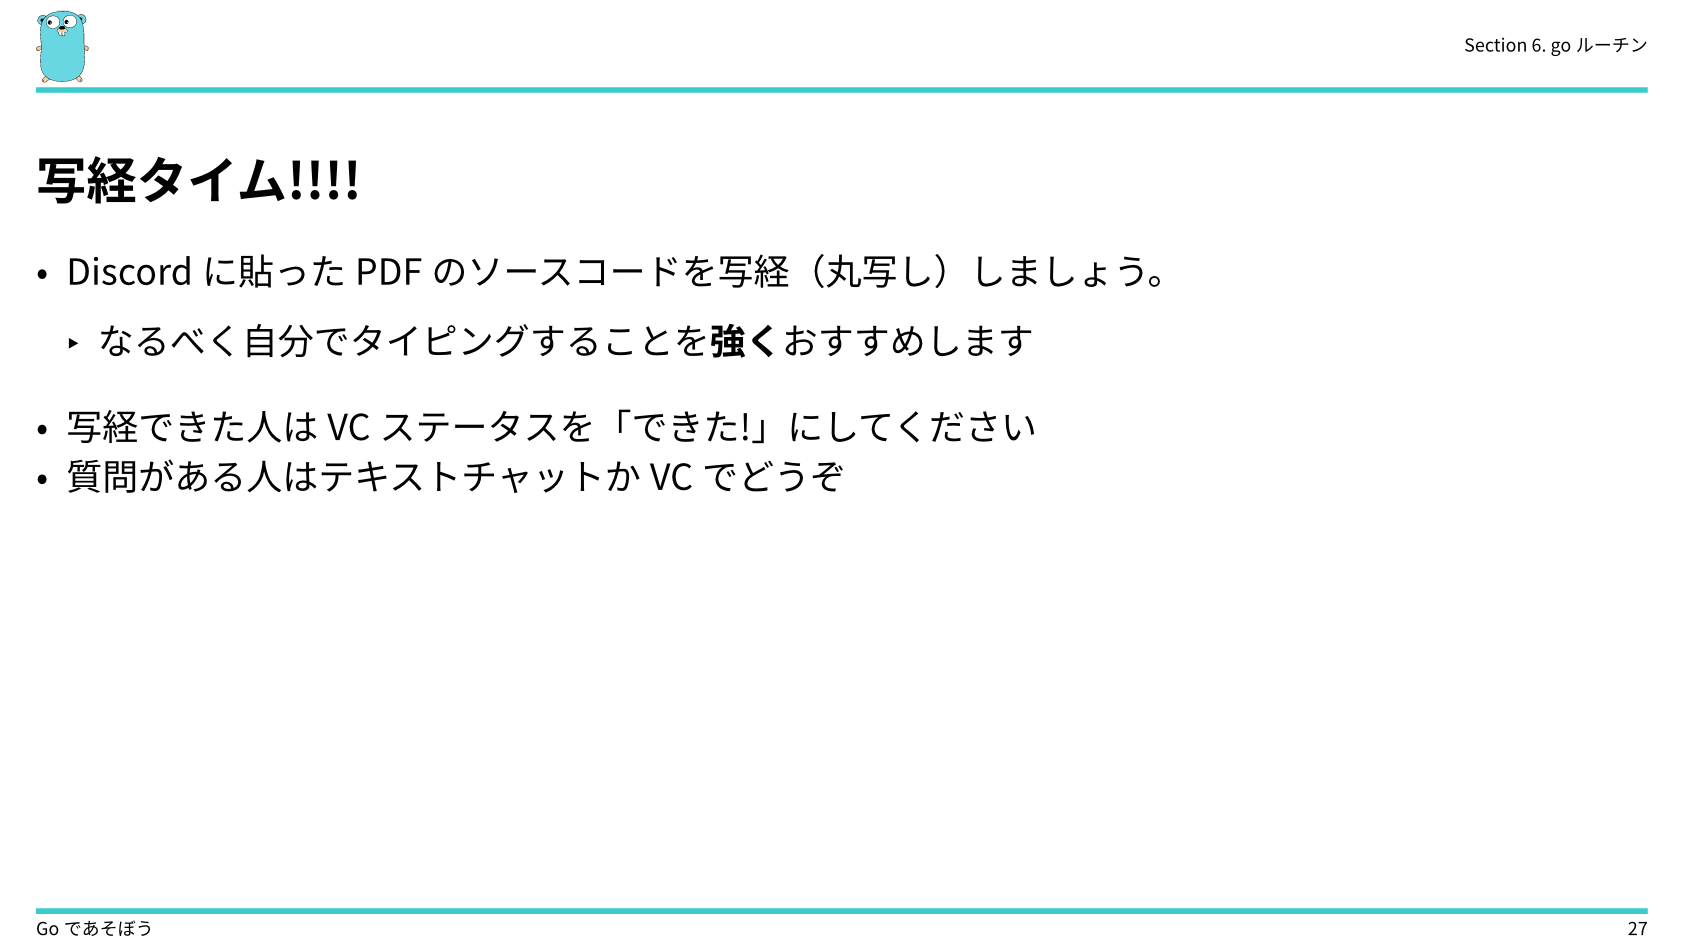 Section 6. go ルーチン
写経タイム!!!!
• Discord に貼った PDF のソースコードを写経（丸写し）しましょう。
‣ なるべく自分でタイピングすることを強くおすすめします
• 写経できた人は VC ステータスを「できた!」にしてください
• 質問がある人はテキストチャットか VC でどうぞ
Go であそぼう
27